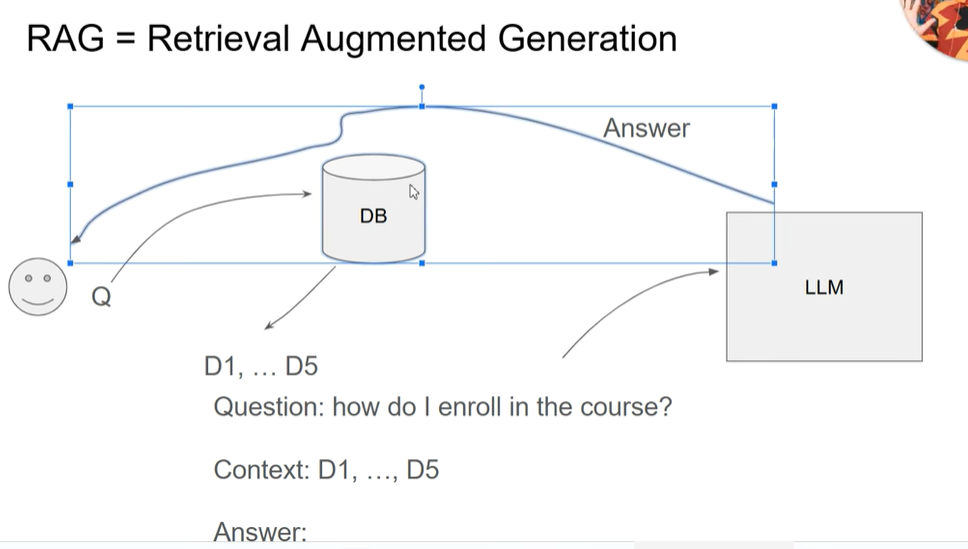 RAG = Retrieval Augmented Generation
Answer
DB
Q
LLM
D1, … D5
Question: how do I enroll in the course?
Context: D1, …, D5
Answer: